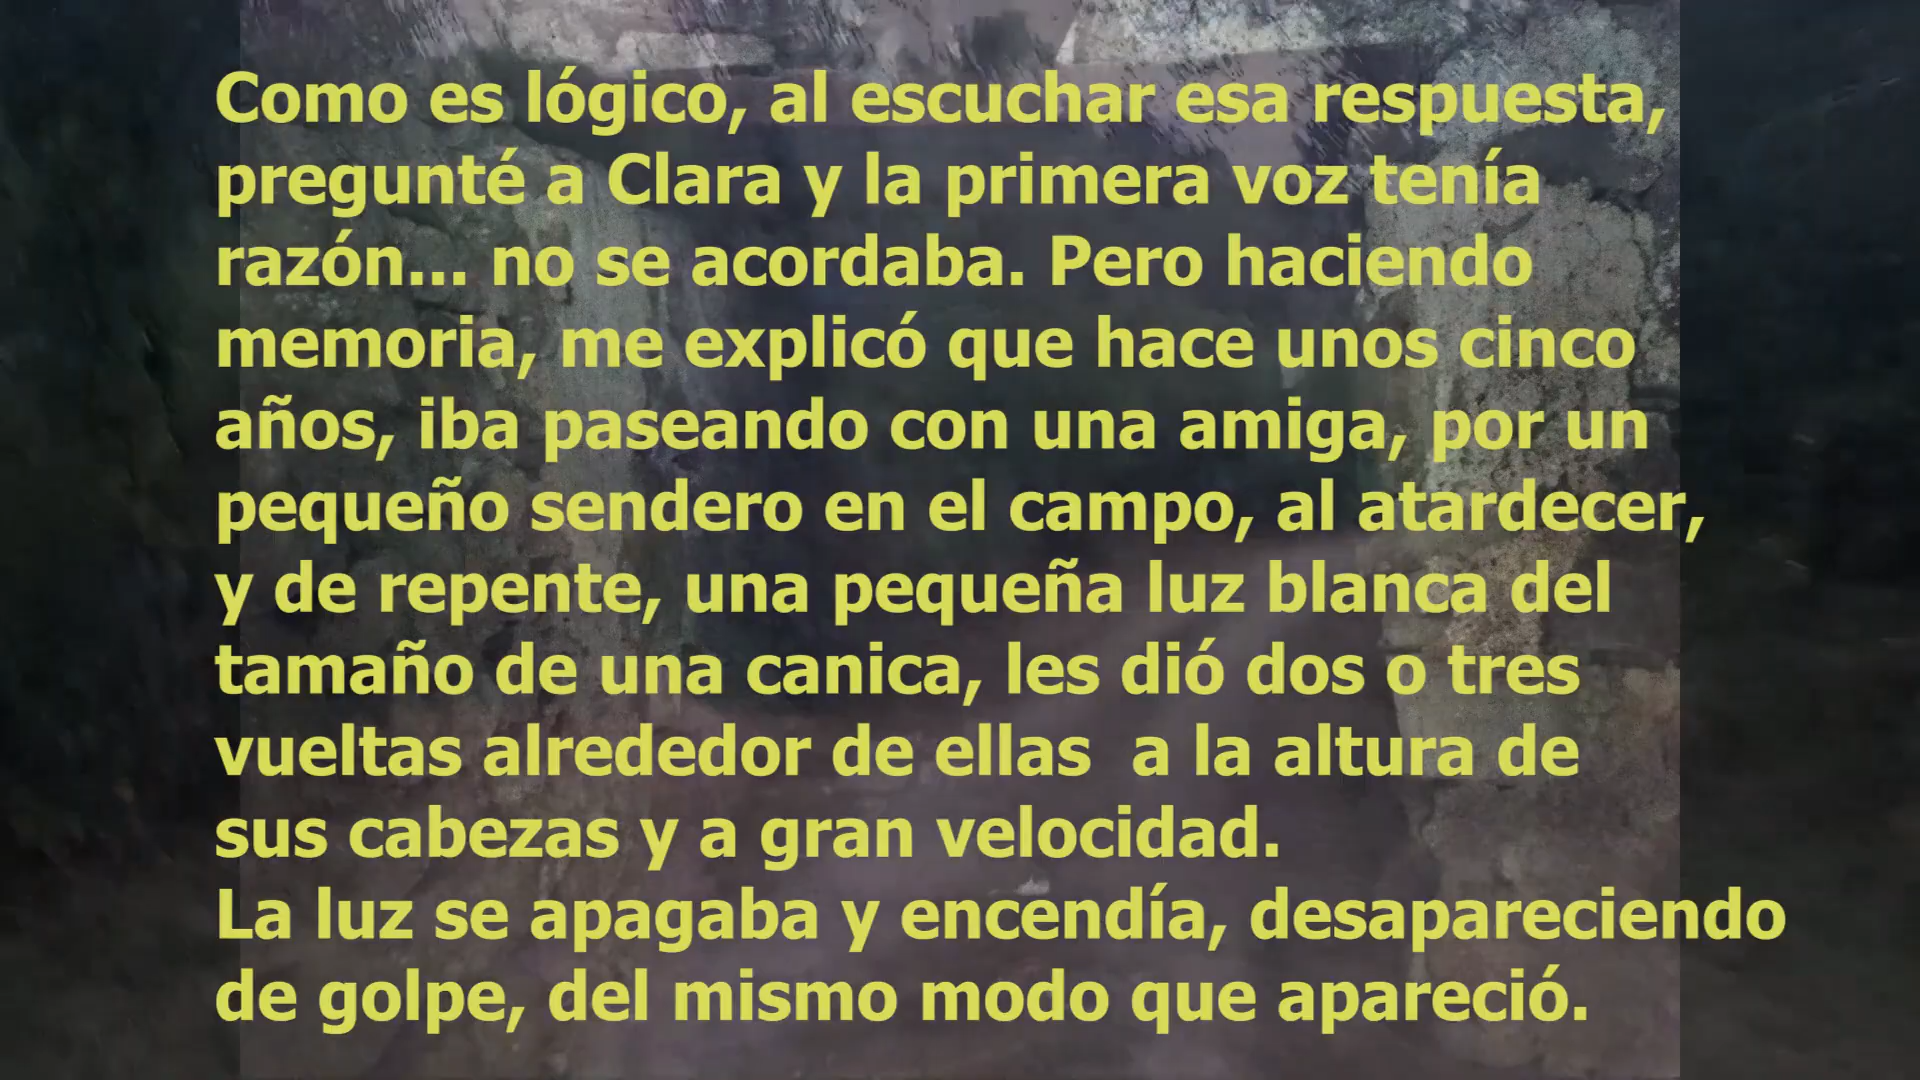 Como es lógico, al escuchar esa respuesta,
pregunté a Clara y la primera voz tenía
razón... no se acordaba. Pero haciendo
memoria, me explicó que hace unos cinco
años, iba paseando con una amiga, por un
pequeño sendero en el campo, al atardecer,
y de repente, una pequeña luz blanca del
tamaño de una canica, les dió dos o tres
vueltas alrededor de ellas  a la altura de
sus cabezas y a gran velocidad.
La luz se apagaba y encendía, desapareciendo
de golpe, del mismo modo que apareció.